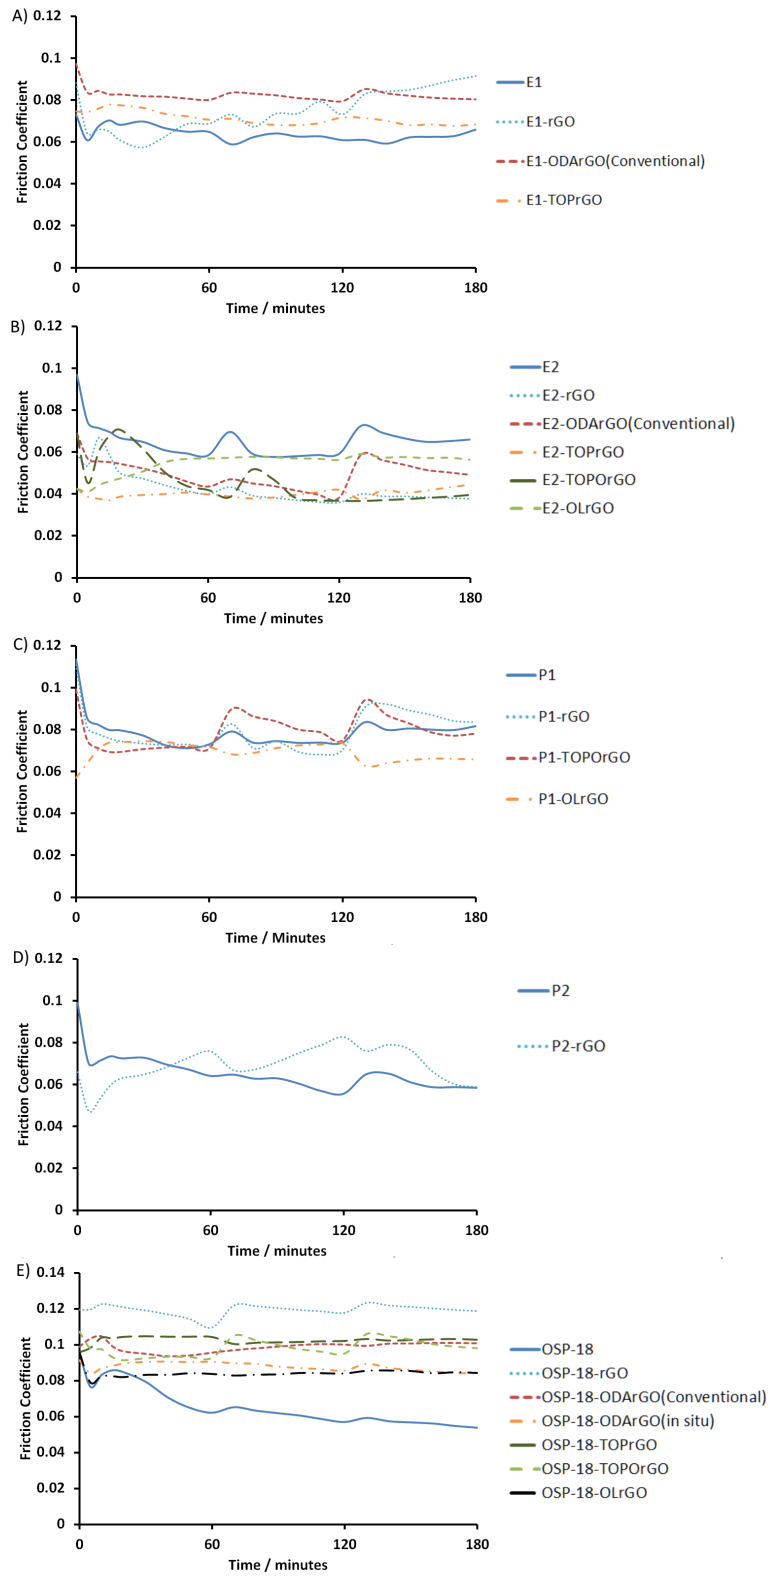 A)
0.12
0.1
0.08
0.06
0.04
0.02
0
Friction Coefficient
0 60 120 180
Time / minutes
E1
E1-rGO
E1-ODArGO(Conventional)
E1-TOPrGO
B)
0.12
0.1
0.08
0.06
0.04
0.02
0
Friction Coefficient
0 60 120 180
Time / minutes
E2
E2-rGO
E2-ODArGO(Conventional)
E2-TOPrGO
E2-TOPOrGO
E2-OLrGO
C)
0.12
0.1
0.08
0.06
0.04
0.02
0
Friction Coefficient
0 60 120 180
Time / Minutes
P1
P1-rGO
P1-TOPOrGO
P1-OLrGO
D)
0.12
0.1
0.08
0.06
0.04
0.02
0
Friction Coefficient
0 60 120 180
Time / minutes
P2
P2-rGO
E)
0.14
0.12
0.1
0.08
0.06
0.04
0.02
0
Friction Coefficient
0 60 120 180
Time / minutes
OSP-18
OSP-18-rGO
OSP-18-ODArGO(Conventional)
OSP-18-ODArGO(in situ)
OSP-18-TOPrGO
OSP-18-TOPOrGO
OSP-18-OLrGO